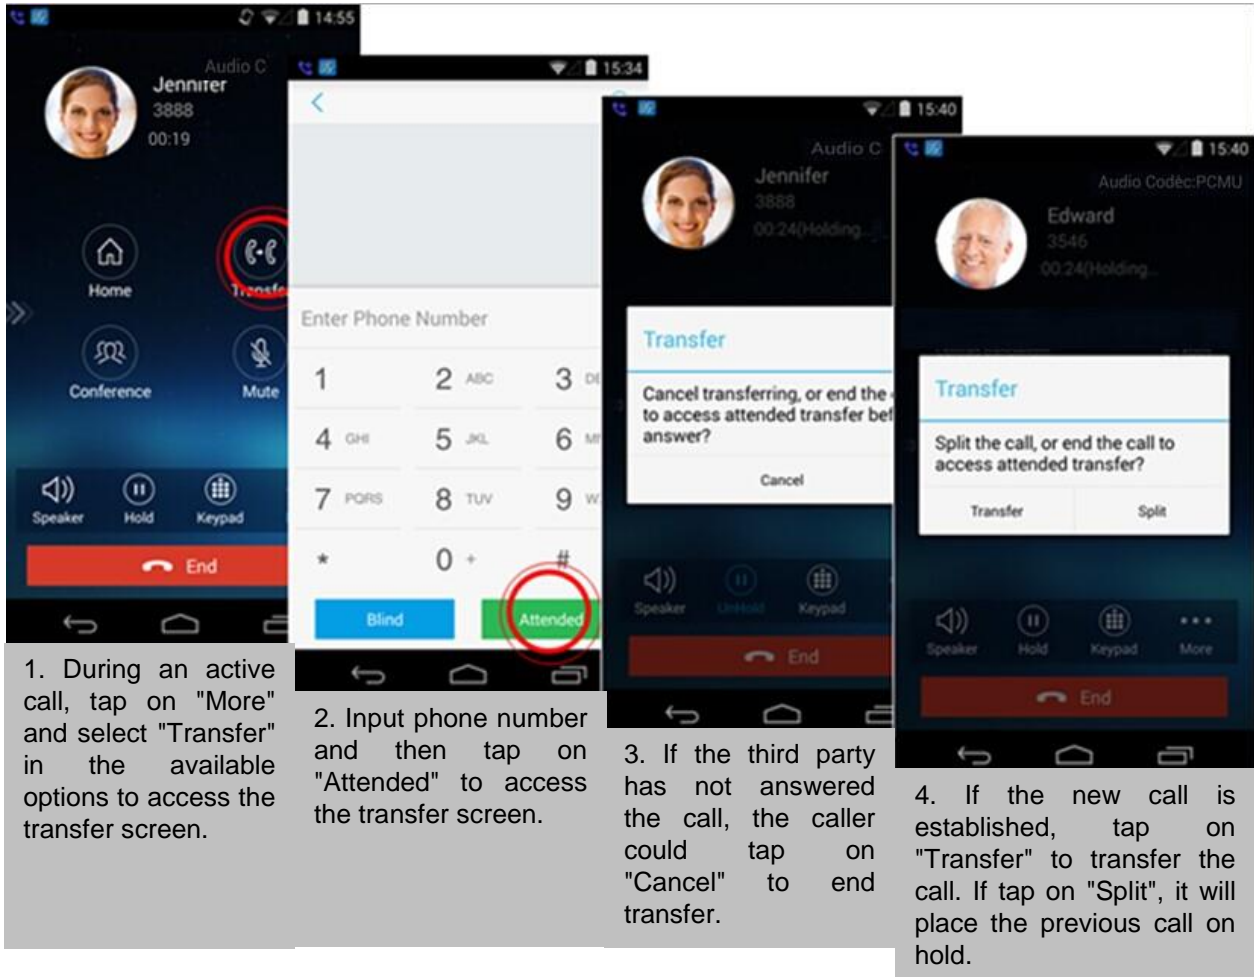 14:55
Audio C
Jennifer
3888
00:19
Home
Transfe
Conference
Mute
Speaker
Hold
Keypad
End
1. During an active
call, tap on "More"
and select "Transfer"
in the available
options to access the
transfer screen.
15:34
Enter Phone Number
1
2 ABC
3 DE
4 GHI
5 JKL
6 M
7 PQRS
8 TUV
9 W
*
0 +
#
Blind
Attended
2. Input phone number
and then tap on
"Attended" to access
the transfer screen.
15:40
Audio C
Jennifer
3888
00:24(Holding...
Transfer
Cancel transferring, or end the
to access attended transfer bef
answer?
Cancel
Speaker
UnHold
Keypad
End
3. If the third party
has not answered
the call, the caller
could tap on
"Cancel" to end
transfer.
15:40
Audio Codec:PCMU
Edward
3546
00:24(Holding...
Transfer
Split the call, or end the call to
access attended transfer?
Transfer
Split
Speaker
Hold
Keypad
More
End
4. If the new call is
established, tap on
"Transfer" to transfer the
call. If tap on "Split", it will
place the previous call on
hold.